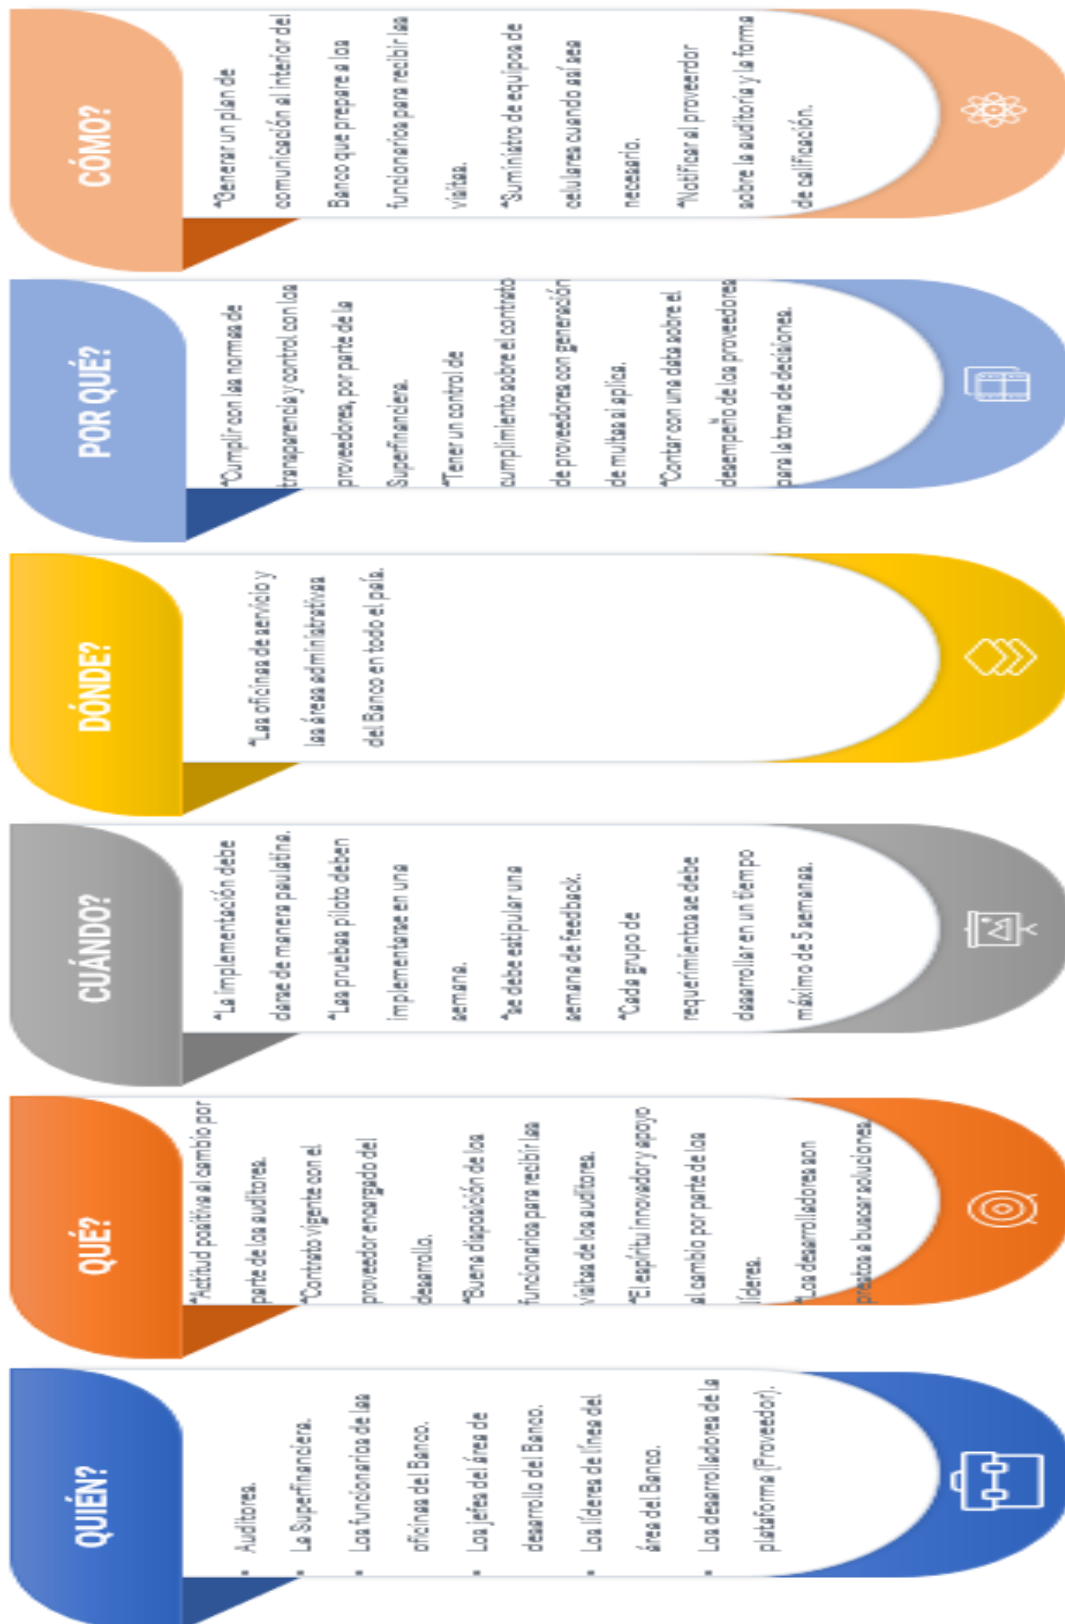 QUIÉN?
• Auditores.
• La Superfinanciera.
• Los funcionarios de las
oficinas del Banco.
• Los jefes del área de
desarrollo del Banco.
• Los líderes de línea del
área del Banco.
• Los desarrolladores de la
plataforma (Proveedor).
QUÉ?
*Actitud positiva al cambio por
parte de los auditores.
*Contrato vigente con el
proveedor encargado del
desarrollo.
*Buena disposición de los
funcionarios para recibir las
visitas de los auditores.
*El espíritu innovador y apoyo
al cambio por parte de los
líderes.
*Los desarrolladores son
prestos a buscar soluciones.
CUÁNDO?
*La implementación debe
darse de manera paulatina.
*Las pruebas piloto deben
implementarse en una
semana.
*se debe estipular una
semana de feedback.
*Cada grupo de
requerimientos se debe
desarrollar en un tiempo
máximo de 5 semanas.
DÓNDE?
*Las oficinas de servicio y
las áreas administrativas
del Banco en todo el país.
POR QUÉ?
*Cumplir con las normas de
transparencia y control con los
proveedores, por parte de la
Superfinanciera.
*Tener un control de
cumplimiento sobre el contrato
de proveedores con generación
de multas si aplica.
*Contar con una data sobre el
desempeño de los proveedores
para la toma de decisiones.
CÓMO?
*Generar un plan de
comunicación al interior del
Banco que prepare a los
funcionarios para recibir las
visitas.
*Suministro de equipos de
celulares cuando así sea
necesario.
*Notificar al proveedor
sobre la auditoría y la forma
de calificación.